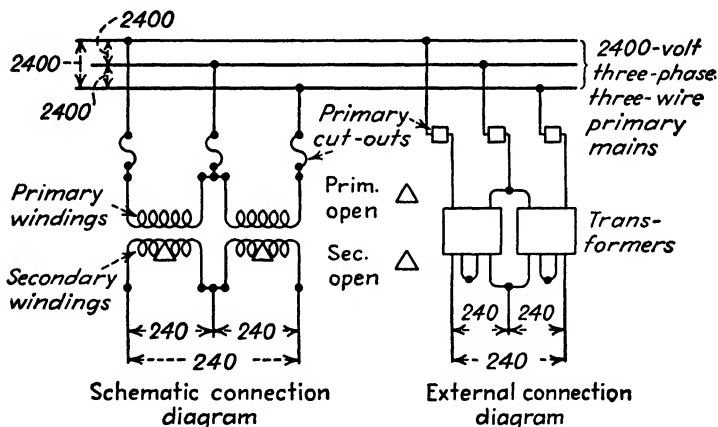 2400
2400
2400
2400-volt
three-phase
three-wire
primary
mains
Primary
cut-outs
Primary
windings
Prim.
open
Trans-
formers
Secondary
windings
Sec.
open
240
240
240
240
240
240
Schematic connection
diagram
External connection
diagram